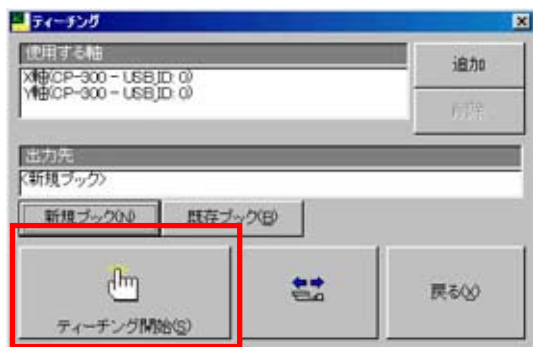 ティーチング
使用する軸
追加
X軸(CP-300 - USB,ID: 0)
Y軸(CP-300 - USB,ID: 0)
削除
出力先
<新規ブック>
新規ブック(N)
既存ブック(B)
ティーチング開始(S)
戻る(X)